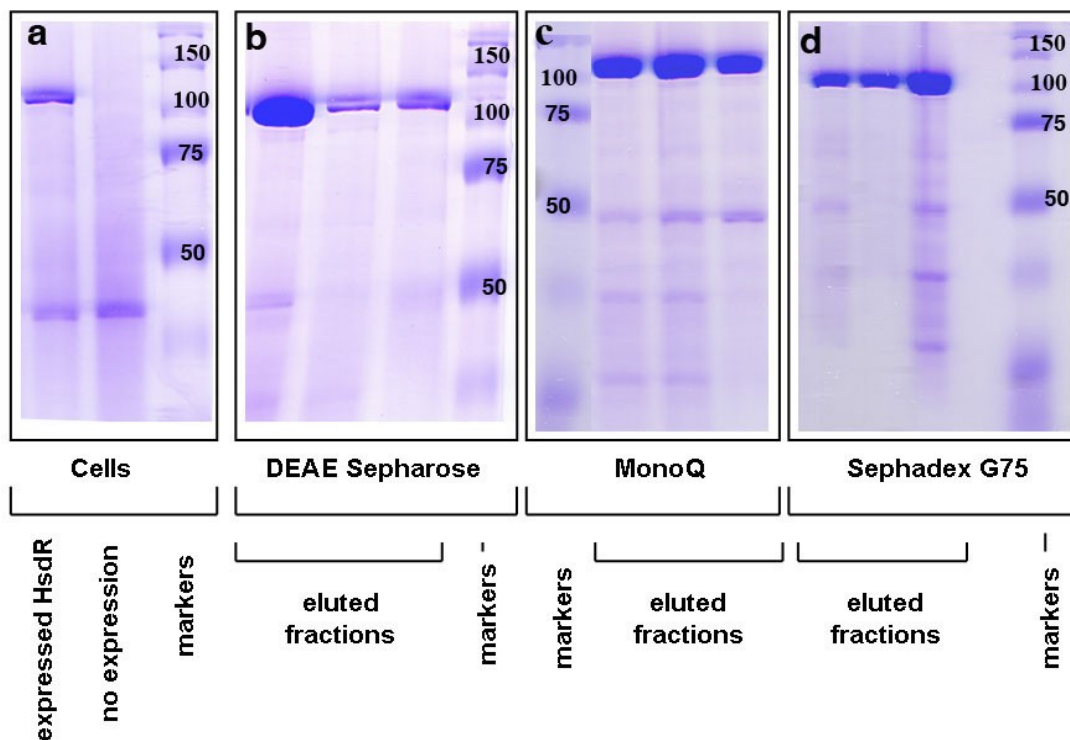 a
150
100
75
50
b
150
100
75
50
c
100
75
50
d
150
100
75
50
Cells
DEAE Sepharose
MonoQ
Sephadex G75
expressed HsdR
no expression
markers
eluted
fractions
markers
markers
eluted
fractions
eluted
fractions
markers